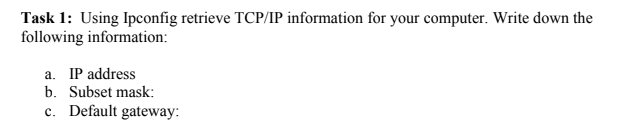 Task 1: Using Ipconfig retrieve TCP/IP information for your computer. Write down the
following information:
a. IP address
b. Subset mask:
c. Default gateway: